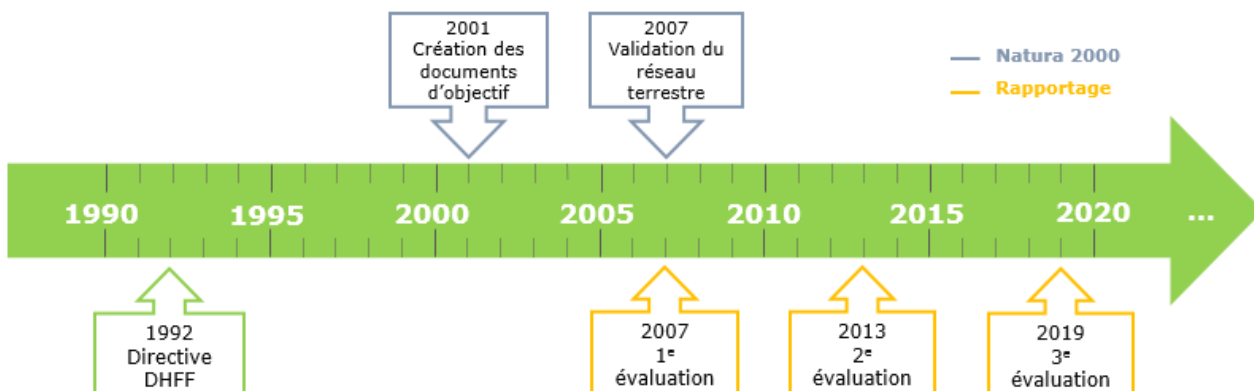 2001
Création des
documents
d'objectif
2007
Validation du
réseau
terrestre
Natura 2000
Rapportage
1990 1995 2000 2005 2010 2015 2020 ...
1992
Directive
DHFF
2007
1ᵉ
évaluation
2013
2ᵉ
évaluation
2019
3ᵉ
évaluation